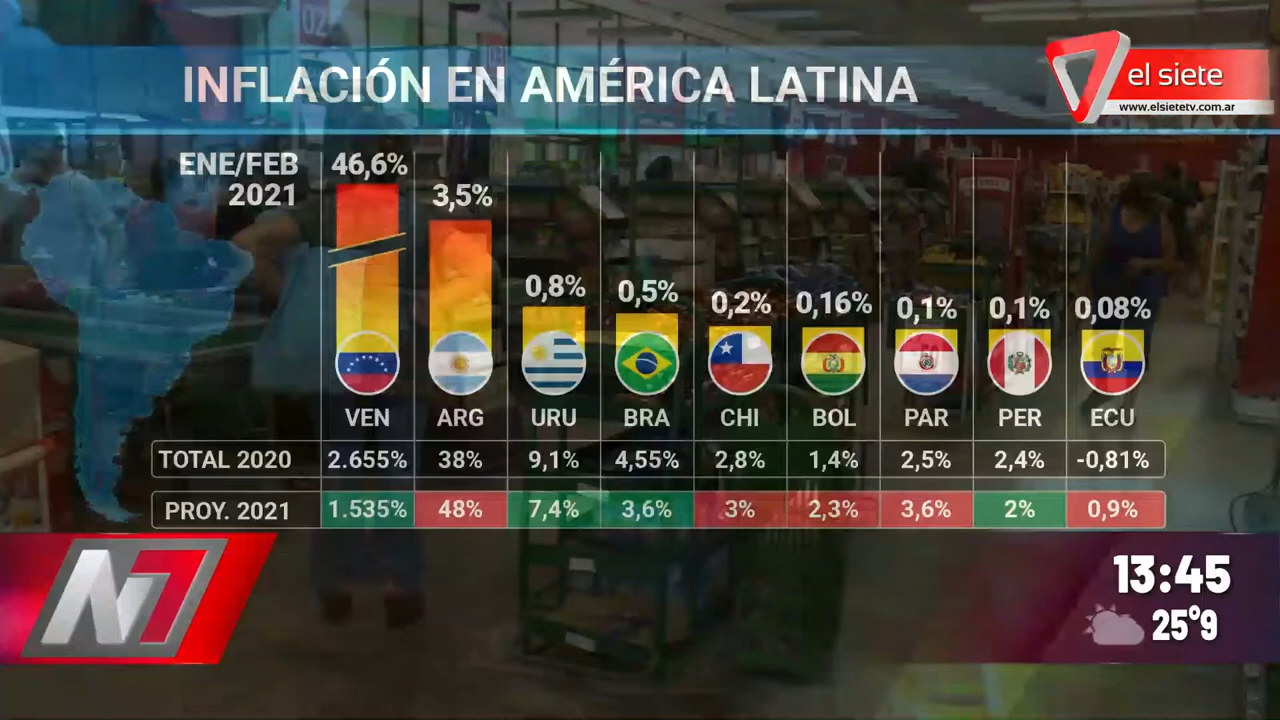 INFLACIÓN EN AMÉRICA LATINA
el siete
www.elsietetv.com.ar
ENE/FEB
2021
46,6% 3,5% 0,8% 0,5% 0,2% 0,16% 0,1% 0,1% 0,08%
VEN ARG URU BRA CHI BOL PAR PER ECU
TOTAL 2020 2.655% 38% 9,1% 4,55% 2,8% 1,4% 2,5% 2,4% -0,81%
PROY. 2021 1.535% 48% 7,4% 3,6% 3% 2,3% 3,6% 2% 0,9%
N7
13:45
25°9